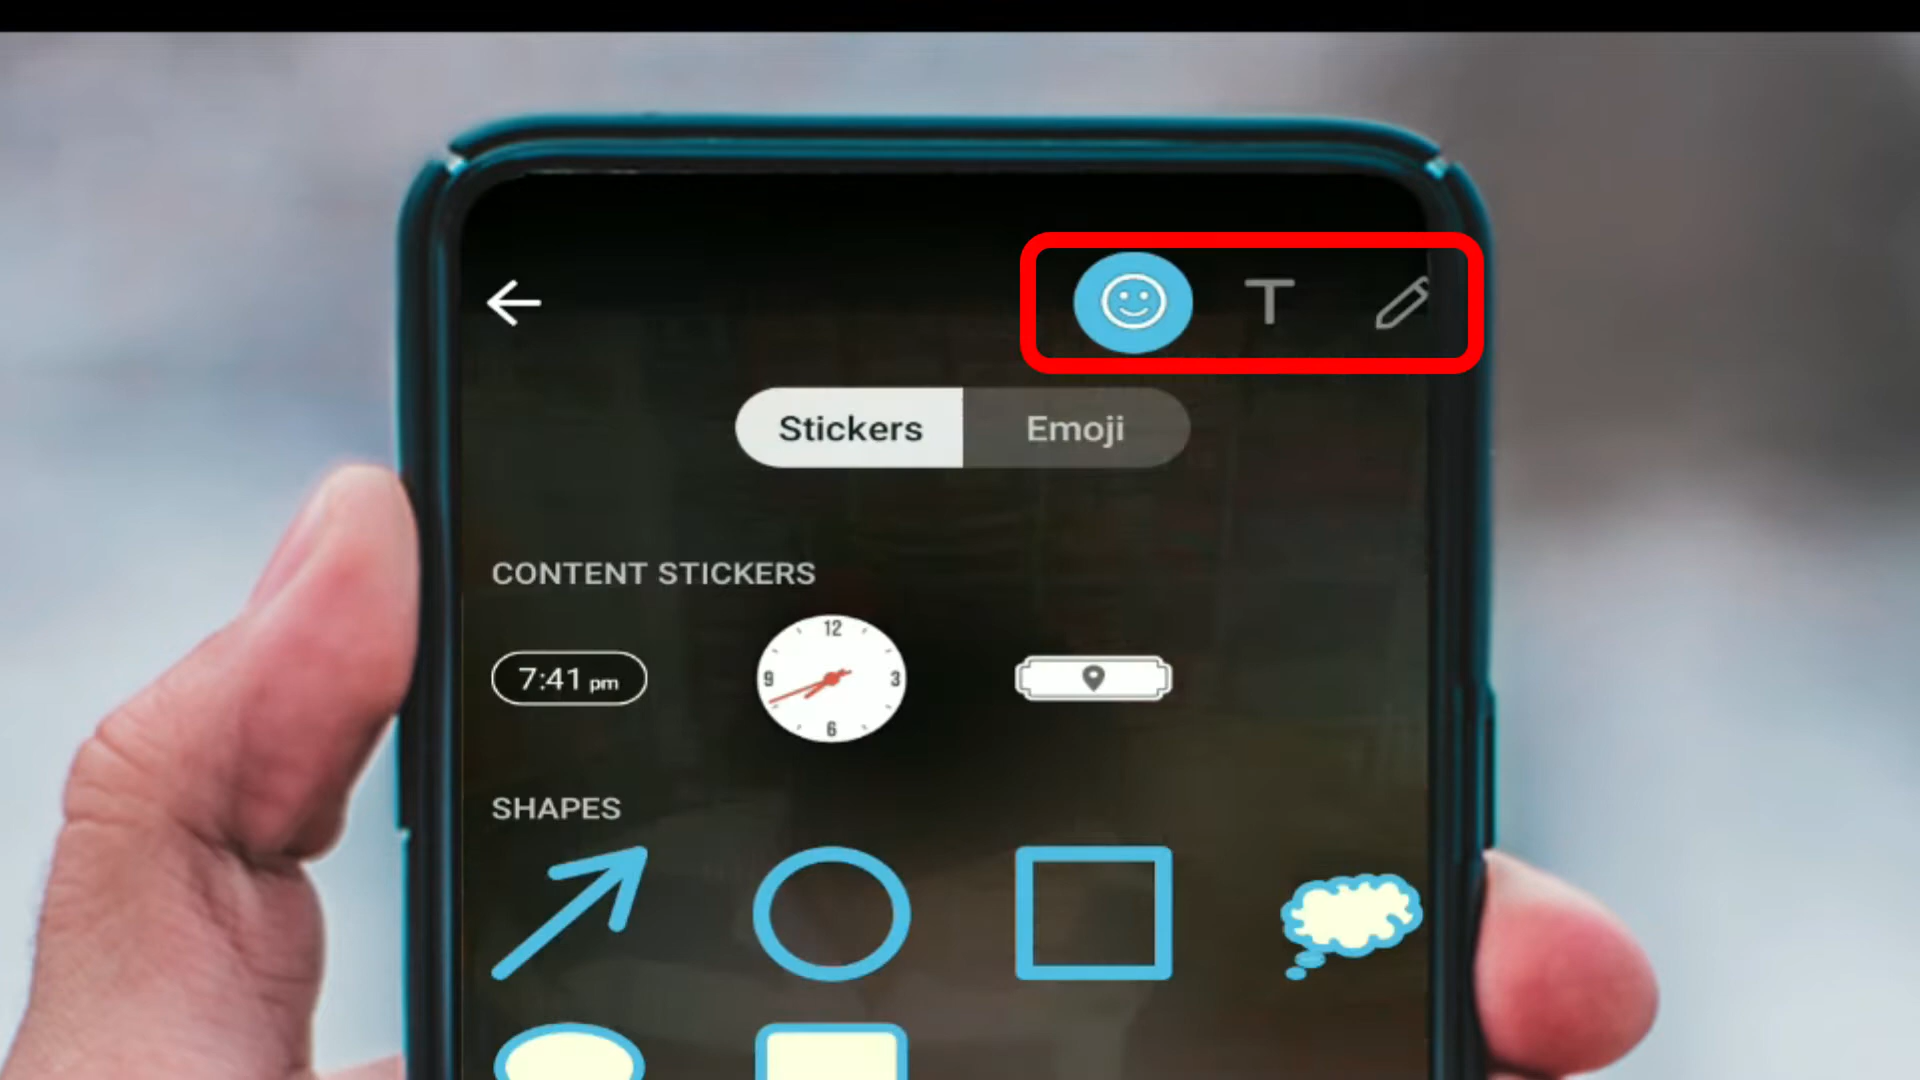 T
Stickers Emoji
CONTENT STICKERS
7:41 pm
12
9 3
6
SHAPES